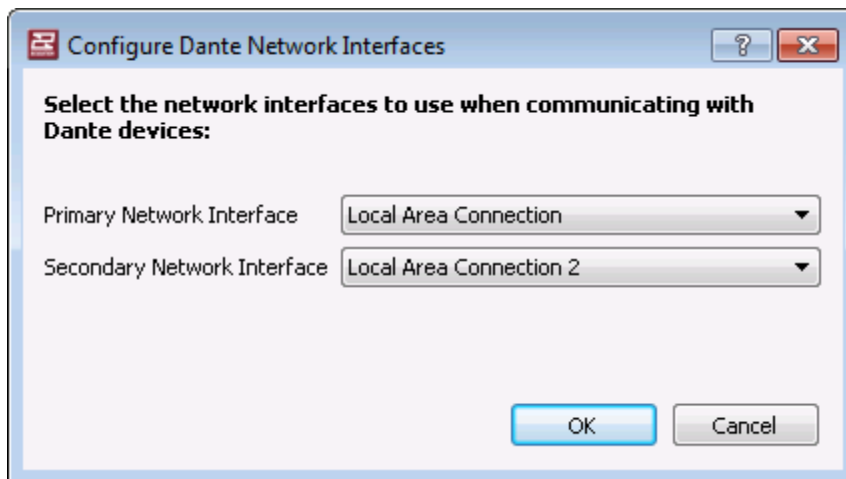 Configure Dante Network Interfaces
?
Select the network interfaces to use when communicating with
Dante devices:
Primary Network Interface Local Area Connection
Secondary Network Interface Local Area Connection 2
OK Cancel